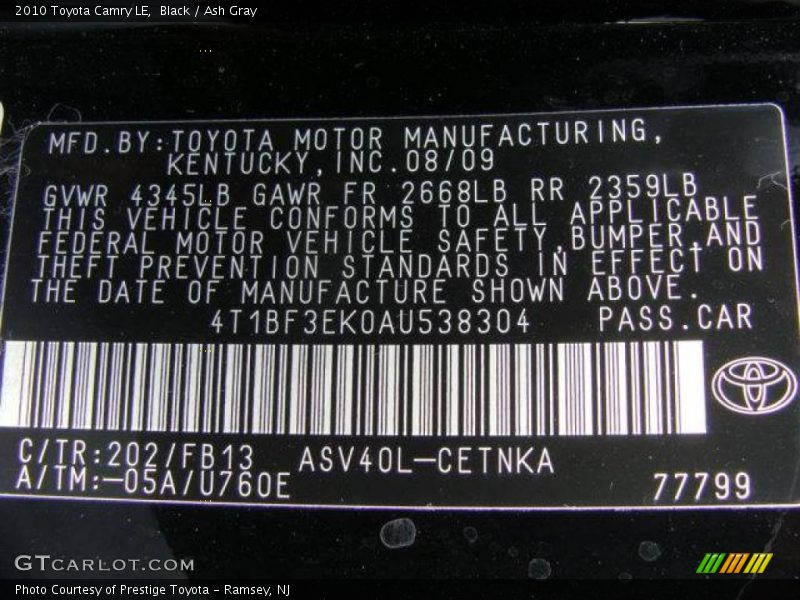 2010 Toyota Camry LE, Black / Ash Gray
MFD.BY:TOYOTA MOTOR MANUFACTURING,
KENTUCKY,INC.08/09
GVWR 4345LB GAWR FR 2668LB RR 2359LB
THIS VEHICLE CONFORMS TO ALL APPLICABLE
FEDERAL MOTOR VEHICLE SAFETY,BUMPER,AND
THEFT PREVENTION STANDARDS IN EFFECT ON
THE DATE OF MANUFACTURE SHOWN ABOVE.
4T1BF3EK0AU538304 PASS.CAR
C/TR:202/FB13 ASV40L-CETNKA
A/TM:-05A/U760E 77799
GTCARLOT.COM
Photo Courtesy of Prestige Toyota - Ramsey, NJ